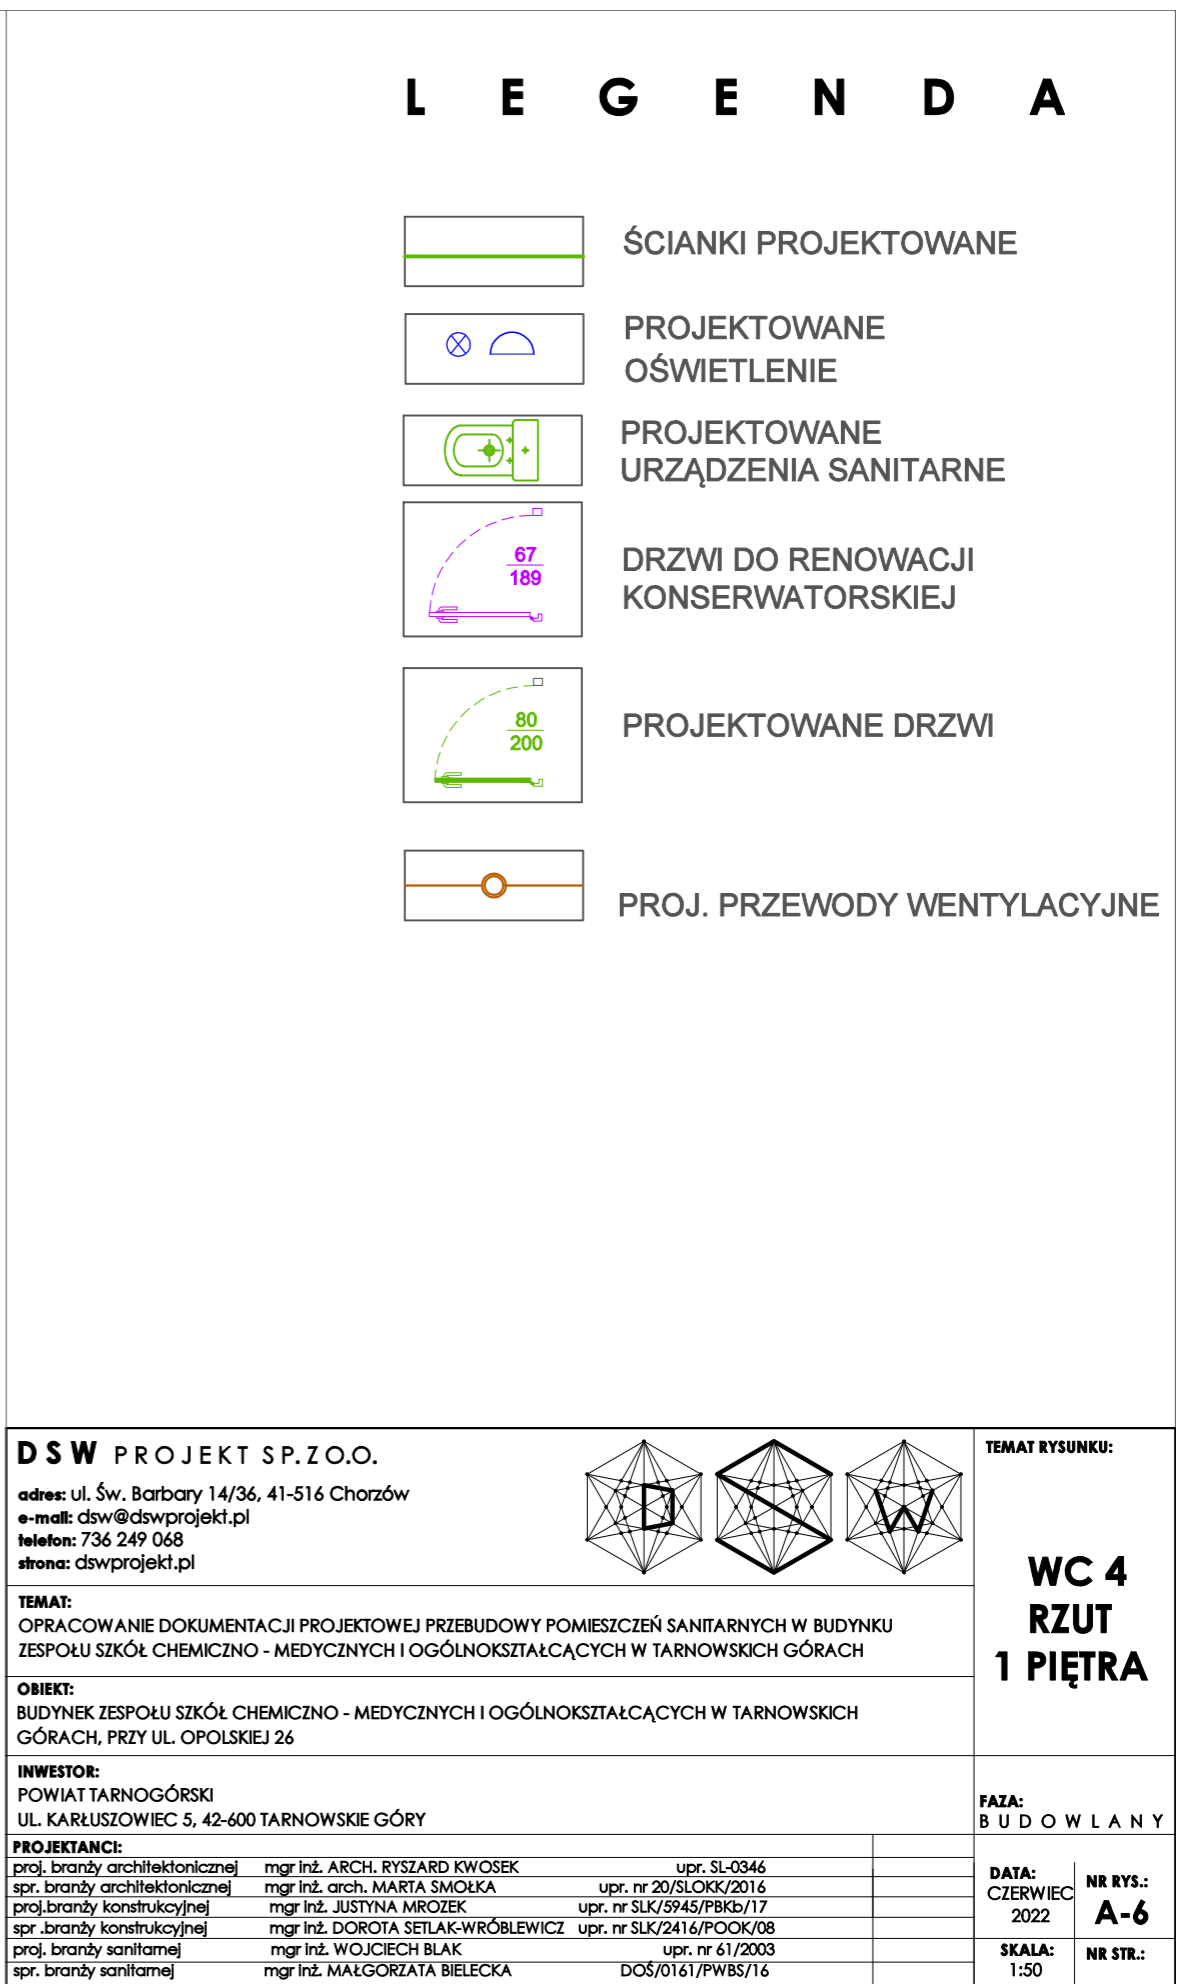 L E G E N D A
ŚCIANKI PROJEKTOWANE
PROJEKTOWANE
OŚWIETLENIE
PROJEKTOWANE
URZĄDZENIA SANITARNE
67
189
DRZWI DO RENOWACJI
KONSERWATORSKIEJ
80
200
PROJEKTOWANE DRZWI
PROJ. PRZEWODY WENTYLACYJNE
DSW PROJEKT SP. Z O.O.
adres: ul. Św. Barbary 14/36, 41-516 Chorzów
e-mail: dsw@dswprojekt.pl
telefon: 736 249 068
strona: dswprojekt.pl
D S W
TEMAT RYSUNKU:
WC 4
RZUT
1 PIĘTRA
TEMAT:
OPRACOWANIE DOKUMENTACJI PROJEKTOWEJ PRZEBUDOWY POMIESZCZEŃ SANITARNYCH W BUDYNKU
ZESPOŁU SZKÓŁ CHEMICZNO - MEDYCZNYCH I OGÓLNOKSZTAŁCĄCYCH W TARNOWSKICH GÓRACH
OBIEKT:
BUDYNEK ZESPOŁU SZKÓŁ CHEMICZNO - MEDYCZNYCH I OGÓLNOKSZTAŁCĄCYCH W TARNOWSKICH
GÓRACH, PRZY UL. OPOLSKIEJ 26
INWESTOR:
POWIAT TARNOGÓRSKI
UL. KARŁUSZOWIEC 5, 42-600 TARNOWSKIE GÓRY
FAZA:
B U D O W L A N Y
PROJEKTANCI:
proj. branży architektonicznej mgr inż. ARCH. RYSZARD KWOSEK upr. SL-0346
spr. branży architektonicznej mgr inż. arch. MARTA SMOŁKA upr. nr 20/SLOKK/2016
proj.branży konstrukcyjnej mgr inż. JUSTYNA MROZEK upr. nr SLK/5945/PBKb/17
spr .branży konstrukcyjnej mgr inż. DOROTA SETLAK-WRÓBLEWICZ upr. nr SLK/2416/POOK/08
proj. branży sanitarnej mgr inż. WOJCIECH BLAK upr. nr 61/2003
spr. branży sanitarnej mgr inż. MAŁGORZATA BIELECKA DOŚ/0161/PWBS/16
DATA:
CZERWIEC
2022
NR RYS.:
A-6
SKALA:
1:50
NR STR.: